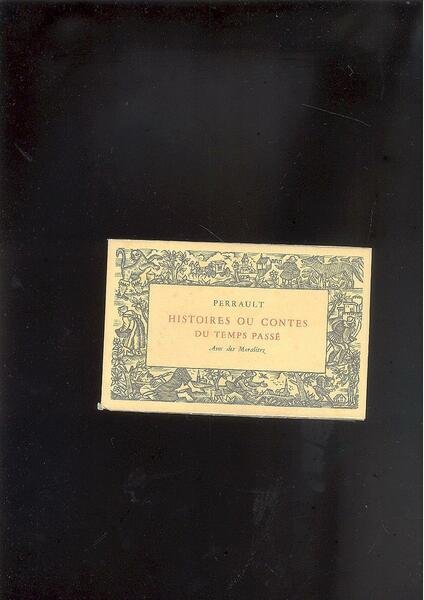 PERRAULT
HISTOIRES OU CONTES
DU TEMPS PASSÉ
Avec des Moralitez